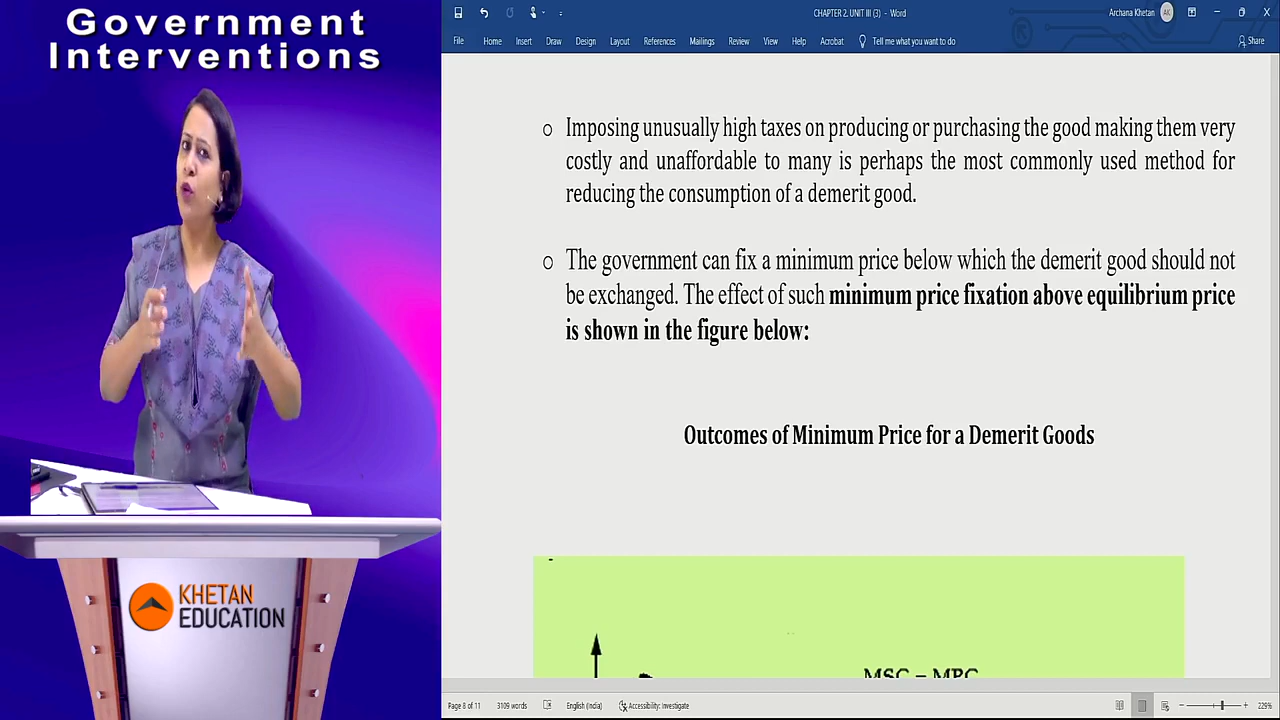 Government
Interventions
CHAPTER 2. UNIT III (3) - Word
Archana Khetan
AK
File Home Insert Draw Design Layout References Mailings Review View Help Acrobat Tell me what you want to do
Share
o Imposing unusually high taxes on producing or purchasing the good making them very
costly and unaffordable to many is perhaps the most commonly used method for
reducing the consumption of a demerit good.
o The government can fix a minimum price below which the demerit good should not
be exchanged. The effect of such minimum price fixation above equilibrium price
is shown in the figure below:
Outcomes of Minimum Price for a Demerit Goods
MSC = MPC
KHETAN
EDUCATION
Page 8 of 11 3109 words English (India) Accessibility: Investigate
229%